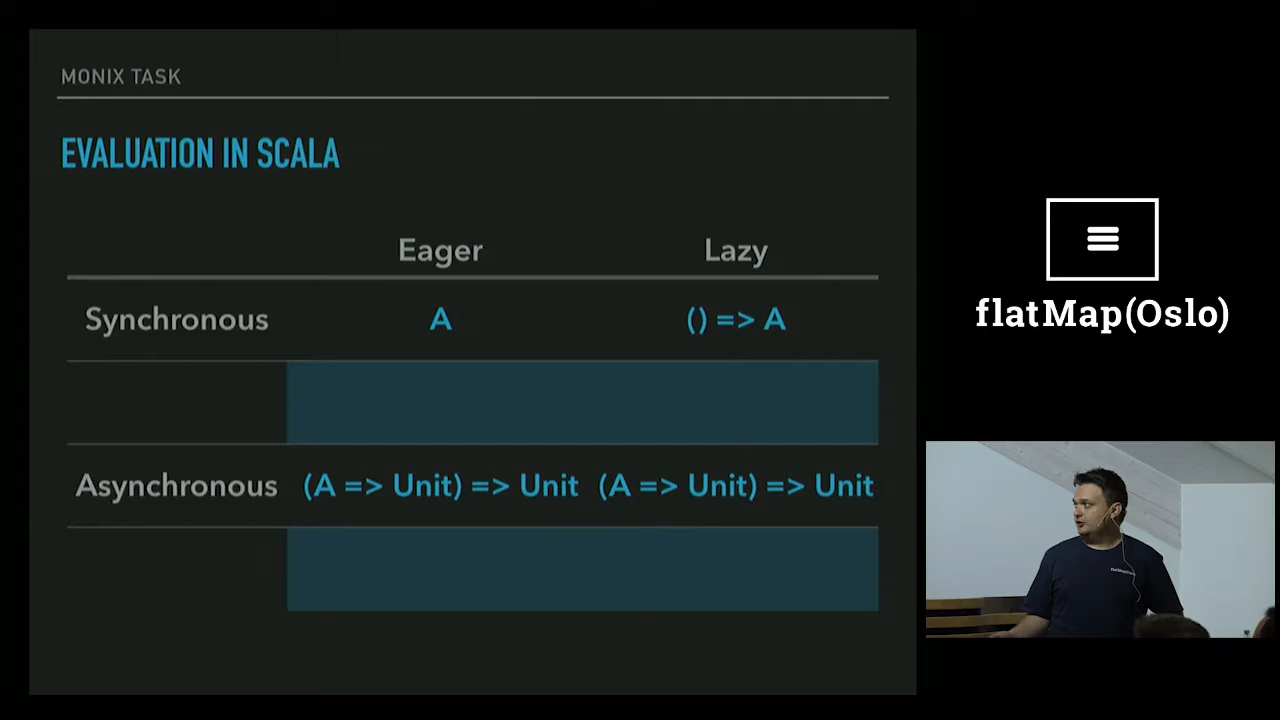 MONIX TASK
EVALUATION IN SCALA
Eager Lazy
Synchronous A () => A
Asynchronous (A => Unit) => Unit (A => Unit) => Unit
flatMap(Oslo)